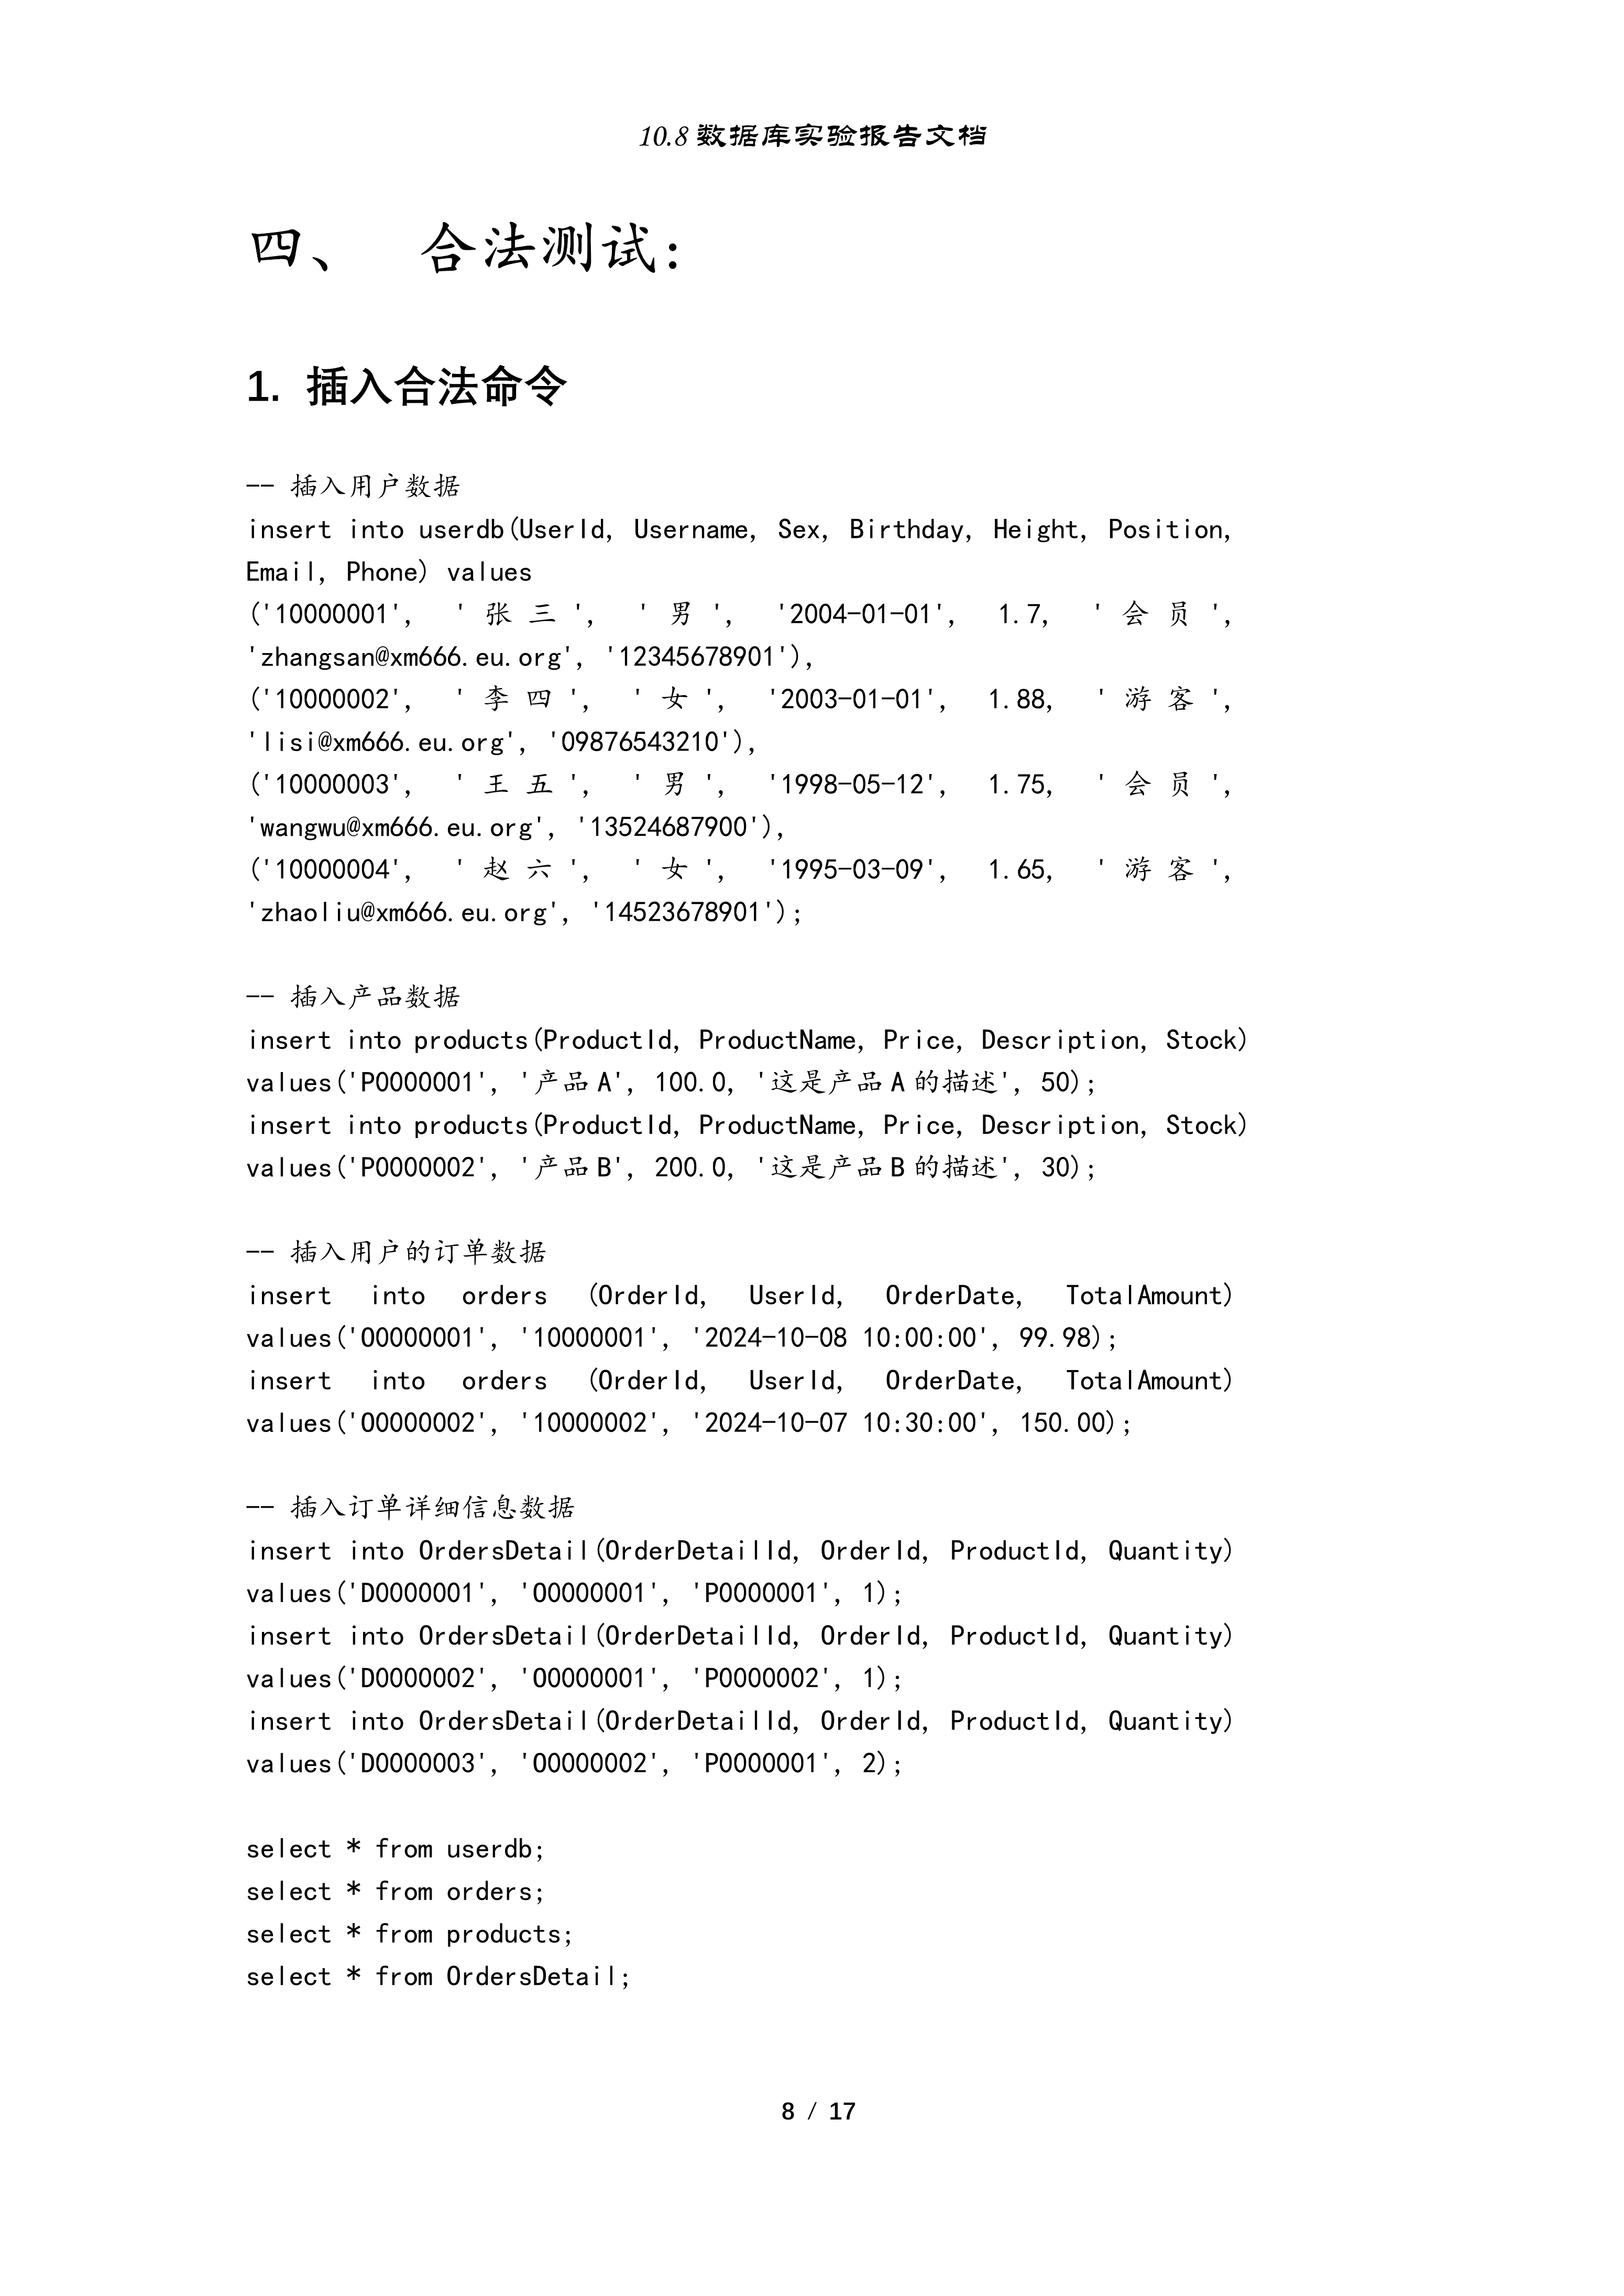 10.8 数据库实验报告文档
四、 合法测试：
1. 插入合法命令
-- 插入用户数据
insert into userdb(UserId, Username, Sex, Birthday, Height, Position,
Email, Phone) values
('10000001', '张三', '男', '2004-01-01', 1.7, '会员',
'zhangsan@xm666.eu.org', '12345678901'),
('10000002', '李四', '女', '2003-01-01', 1.88, '游客',
'lisi@xm666.eu.org', '09876543210'),
('10000003', '王五', '男', '1998-05-12', 1.75, '会员',
'wangwu@xm666.eu.org', '13524687900'),
('10000004', '赵六', '女', '1995-03-09', 1.65, '游客',
'zhaoliu@xm666.eu.org', '14523678901');
-- 插入产品数据
insert into products(ProductId, ProductName, Price, Description, Stock)
values('P0000001', '产品 A', 100.0, '这是产品 A 的描述', 50);
insert into products(ProductId, ProductName, Price, Description, Stock)
values('P0000002', '产品 B', 200.0, '这是产品 B 的描述', 30);
-- 插入用户的订单数据
insert into orders (OrderId, UserId, OrderDate, TotalAmount)
values('O0000001', '10000001', '2024-10-08 10:00:00', 99.98);
insert into orders (OrderId, UserId, OrderDate, TotalAmount)
values('O0000002', '10000002', '2024-10-07 10:30:00', 150.00);
-- 插入订单详细信息数据
insert into OrdersDetail(OrderDetailId, OrderId, ProductId, Quantity)
values('D0000001', 'O0000001', 'P0000001', 1);
insert into OrdersDetail(OrderDetailId, OrderId, ProductId, Quantity)
values('D0000002', 'O0000001', 'P0000002', 1);
insert into OrdersDetail(OrderDetailId, OrderId, ProductId, Quantity)
values('D0000003', 'O0000002', 'P0000001', 2);
select * from userdb;
select * from orders;
select * from products;
select * from OrdersDetail;
8 / 17